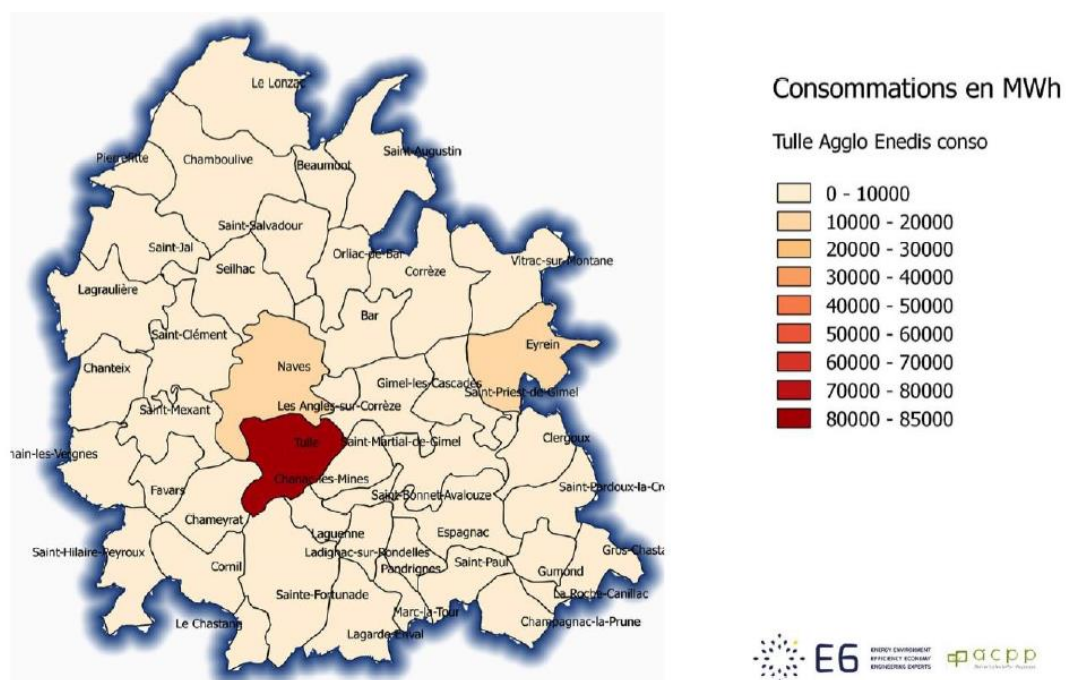 Le Lonzac
Pierrefitte
Chamboulive
Beaumont
Saint-Augustin
Saint-Salvadour
Saint-Jal
Seilhac
Orliac-de-Bar
Corrèze
Vitrac-sur-Montane
Lagraulière
Saint-Clément
Bar
Chanteix
Naves
Eyrein
Gimel-les-Cascades
Saint-Priest-de-Gimel
Saint-Mexant
Les Angles-sur-Corrèze
Tulle
Saint-Martial-de-Gimel
Clergoux
main-les-Vergnes
Chanac-les-Mines
Favars
Saint-Bonnet-Avalouze
Saint-Pardoux-la-Cro
Chameyrat
Laguenne
Espagnac
Saint-Hilaire-Peyroux
Ladignac-sur-Rondelles
Gros-Chasta
Cornil
Pandrignes
Saint-Paul
Gumond
Sainte-Fortunade
La Roche-Canillac
Le Chastang
Marc-la-Tour
Champagnac-la-Prune
Lagarde-Enval
Consommations en MWh
Tulle Agglo Enedis conso
0 - 10000
10000 - 20000
20000 - 30000
30000 - 40000
40000 - 50000
50000 - 60000
60000 - 70000
70000 - 80000
80000 - 85000
E6
ENERGY ENVIRONMENT
EFFICIENCY ECONOMY
ENGINEERING EXPERTS
acpp